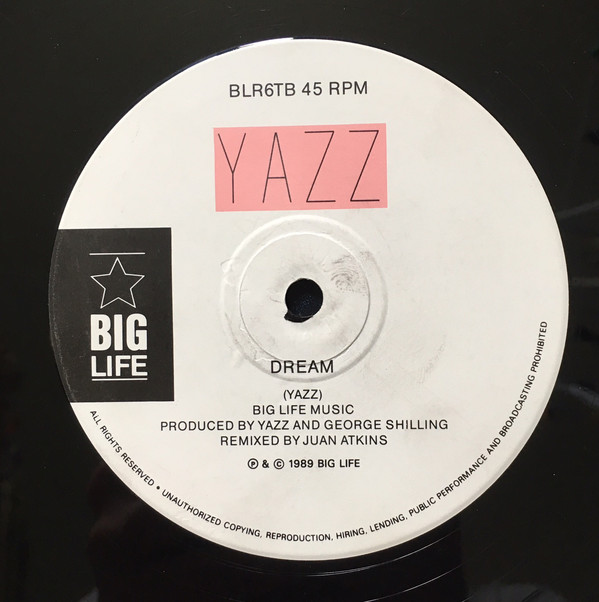 BLR6TB 45 RPM
YAZZ
BIG
LIFE
DREAM
(YAZZ)
BIG LIFE MUSIC
PRODUCED BY YAZZ AND GEORGE SHILLING
REMIXED BY JUAN ATKINS
℗ & © 1989 BIG LIFE
ALL RIGHTS RESERVED • UNAUTHORIZED COPYING, REPRODUCTION, HIRING, LENDING, PUBLIC PERFORMANCE AND BROADCASTING PROHIBITED